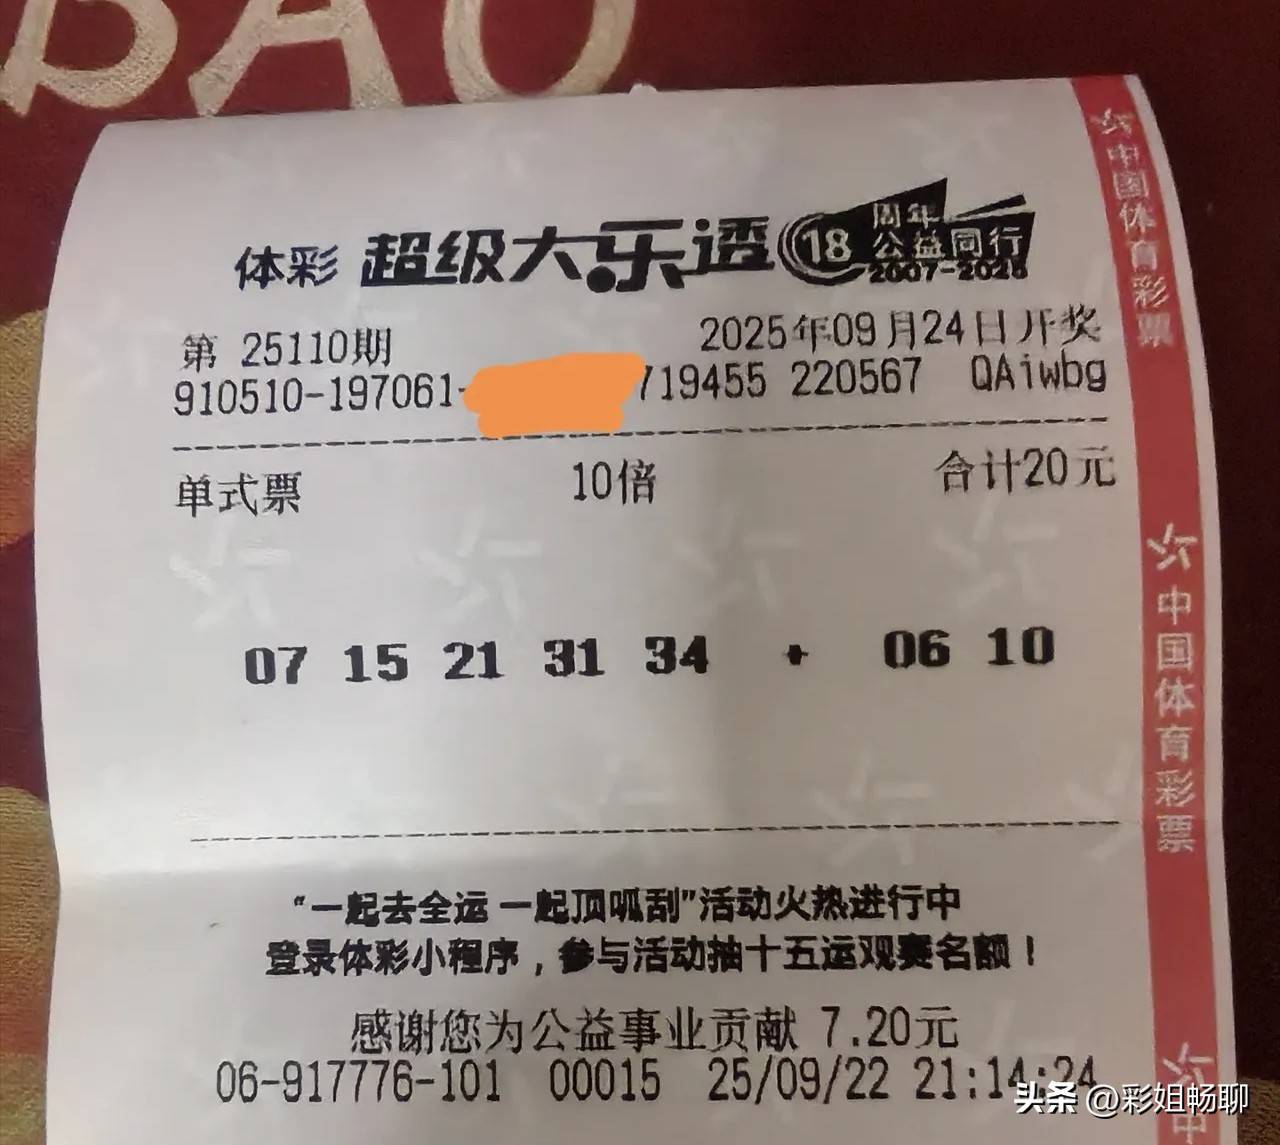 BAO
体彩 超级大乐透 18 周年 公益同行 2007-2025
第 25110期 2025年09月24日开奖
910510-197061- 719455 220567 QAiwbg
单式票 10倍 合计20元
07 15 21 31 34 + 06 10
“一起去全运 一起顶呱刮”活动火热进行中
登录体彩小程序，参与活动抽十五运观赛名额！
感谢您为公益事业贡献 7.20元
06-917776-101 00015 25/09/22 21:14:24
中国体育彩票
中国体育彩票
中
头条 @彩姐畅聊